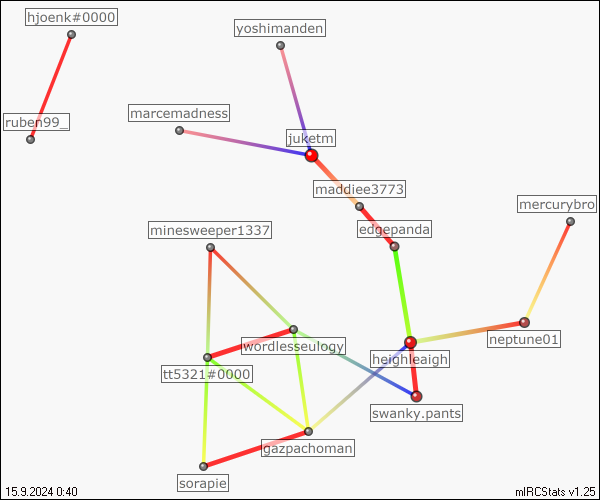 hjoenk#0000
yoshimanden
marcemadness
ruben99_
juketm
maddiee3773
mercurybro
minesweeper1337
edgepanda
neptune01
wordlesseulogy
heighleaigh
tt5321#0000
swanky.pants
gazpachoman
sorapie
15.9.2024 0:40
mIRCStats v1.25